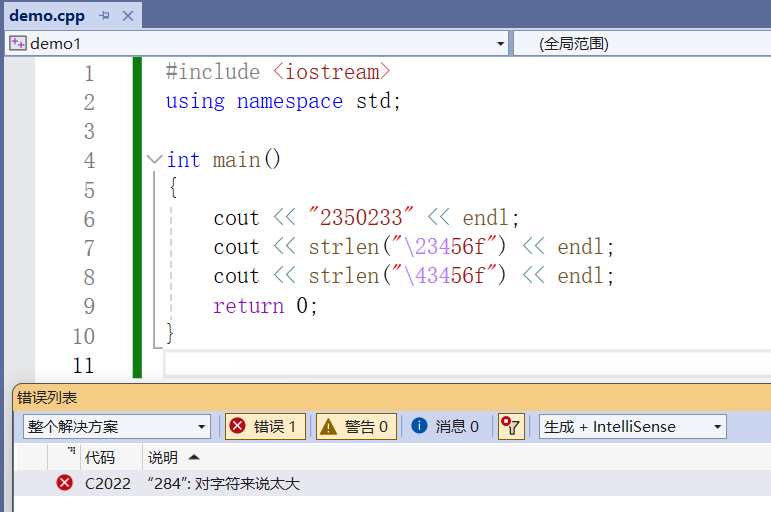 demo.cpp
demo1
(全局范围)
1 #include <iostream>
2 using namespace std;
3
4 int main()
5 {
6 cout << "2350233" << endl;
7 cout << strlen("\23456f") << endl;
8 cout << strlen("\43456f") << endl;
9 return 0;
10 }
11
错误列表
整个解决方案 错误 1 警告 0 消息 0 生成 + IntelliSense
代码 说明
C2022 “284”: 对字符来说太大